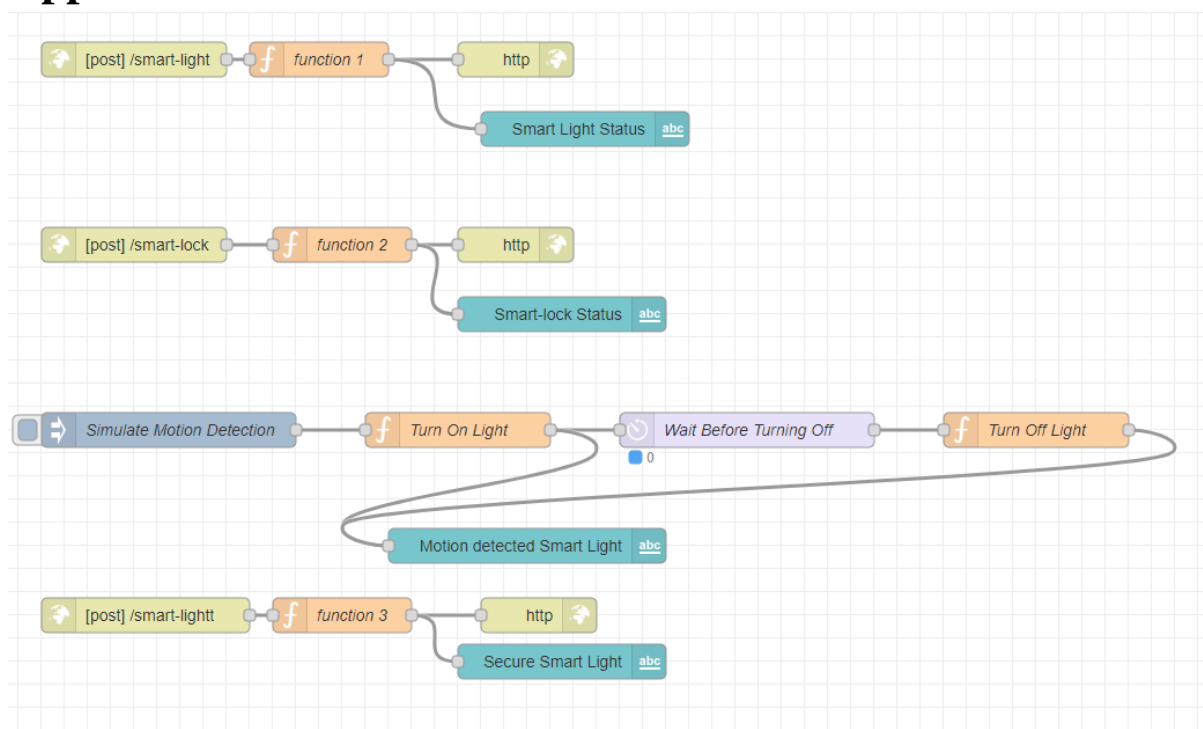 [post] /smart-light
function 1
http
Smart Light Status
abc
[post] /smart-lock
function 2
http
Smart-lock Status
abc
Simulate Motion Detection
Turn On Light
Wait Before Turning Off
Turn Off Light
0
Motion detected Smart Light
abc
[post] /smart-lightt
function 3
http
Secure Smart Light
abc